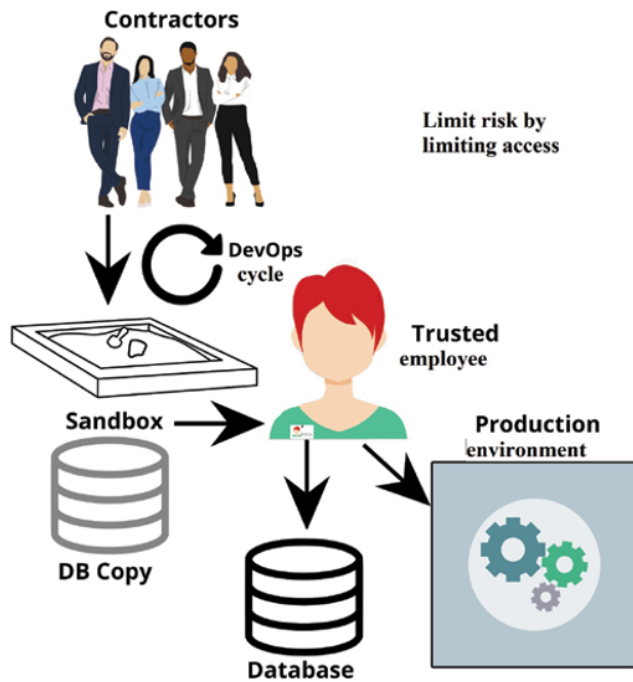 Contractors
Limit risk by
limiting access
DevOps
cycle
Trusted
employee
Sandbox
Production
environment
DB Copy
Database